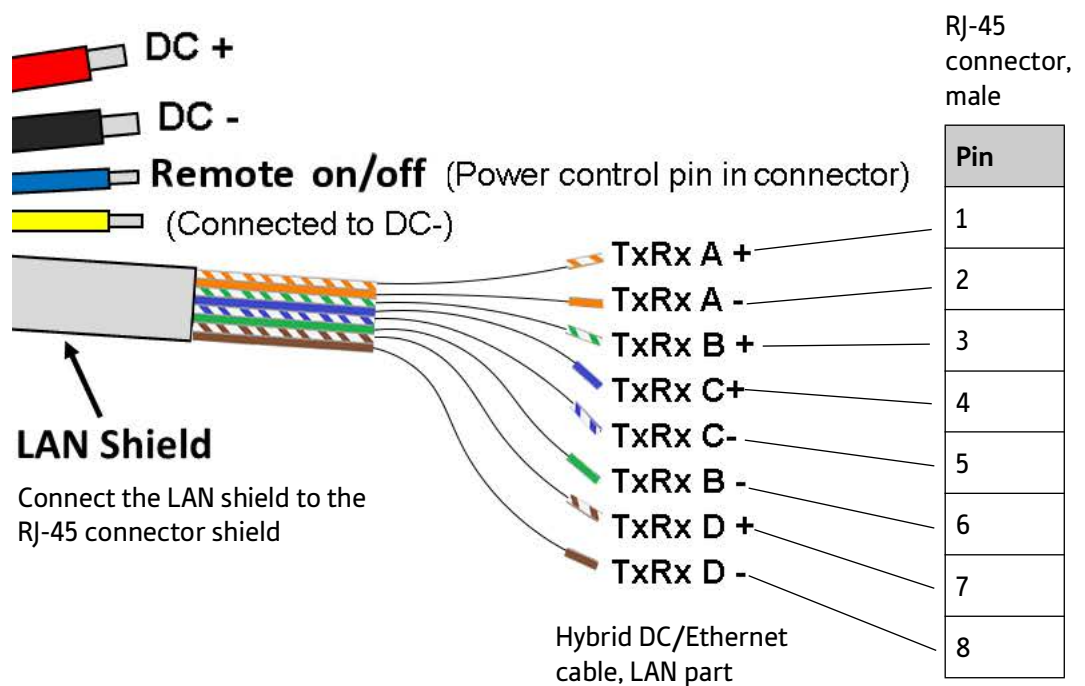 DC +
DC -
Remote on/off (Power control pin in connector)
(Connected to DC-)
LAN Shield
Connect the LAN shield to the
RJ-45 connector shield
TxRx A +
TxRx A -
TxRx B +
TxRx C+
TxRx C-
TxRx B -
TxRx D +
TxRx D -
Hybrid DC/Ethernet
cable, LAN part
RJ-45
connector,
male
Pin
1
2
3
4
5
6
7
8